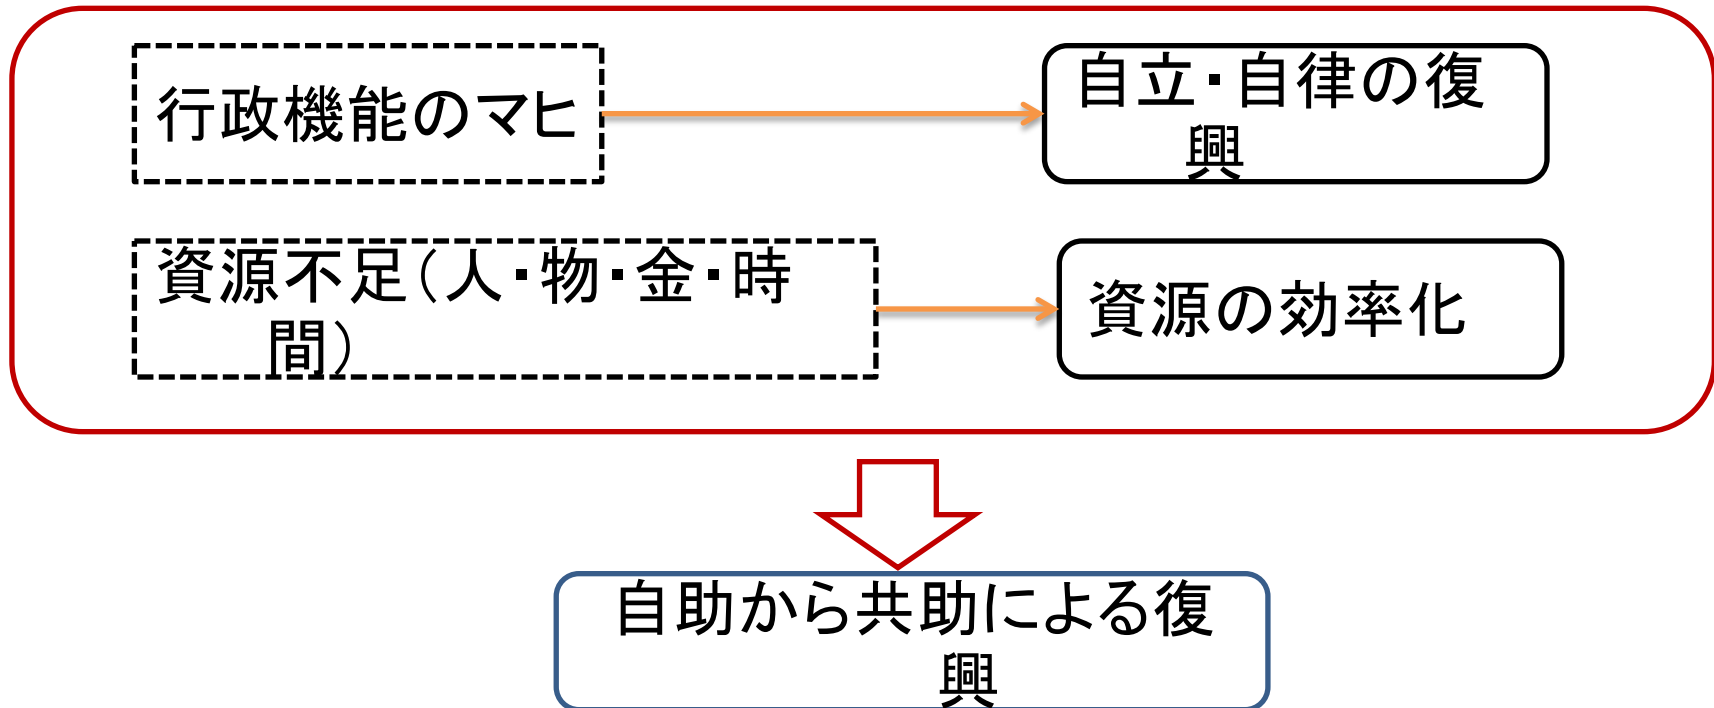 行政機能のマヒ
自立・自律の復
興
資源不足（人・物・金・時
間）
資源の効率化
自助から共助による復
興